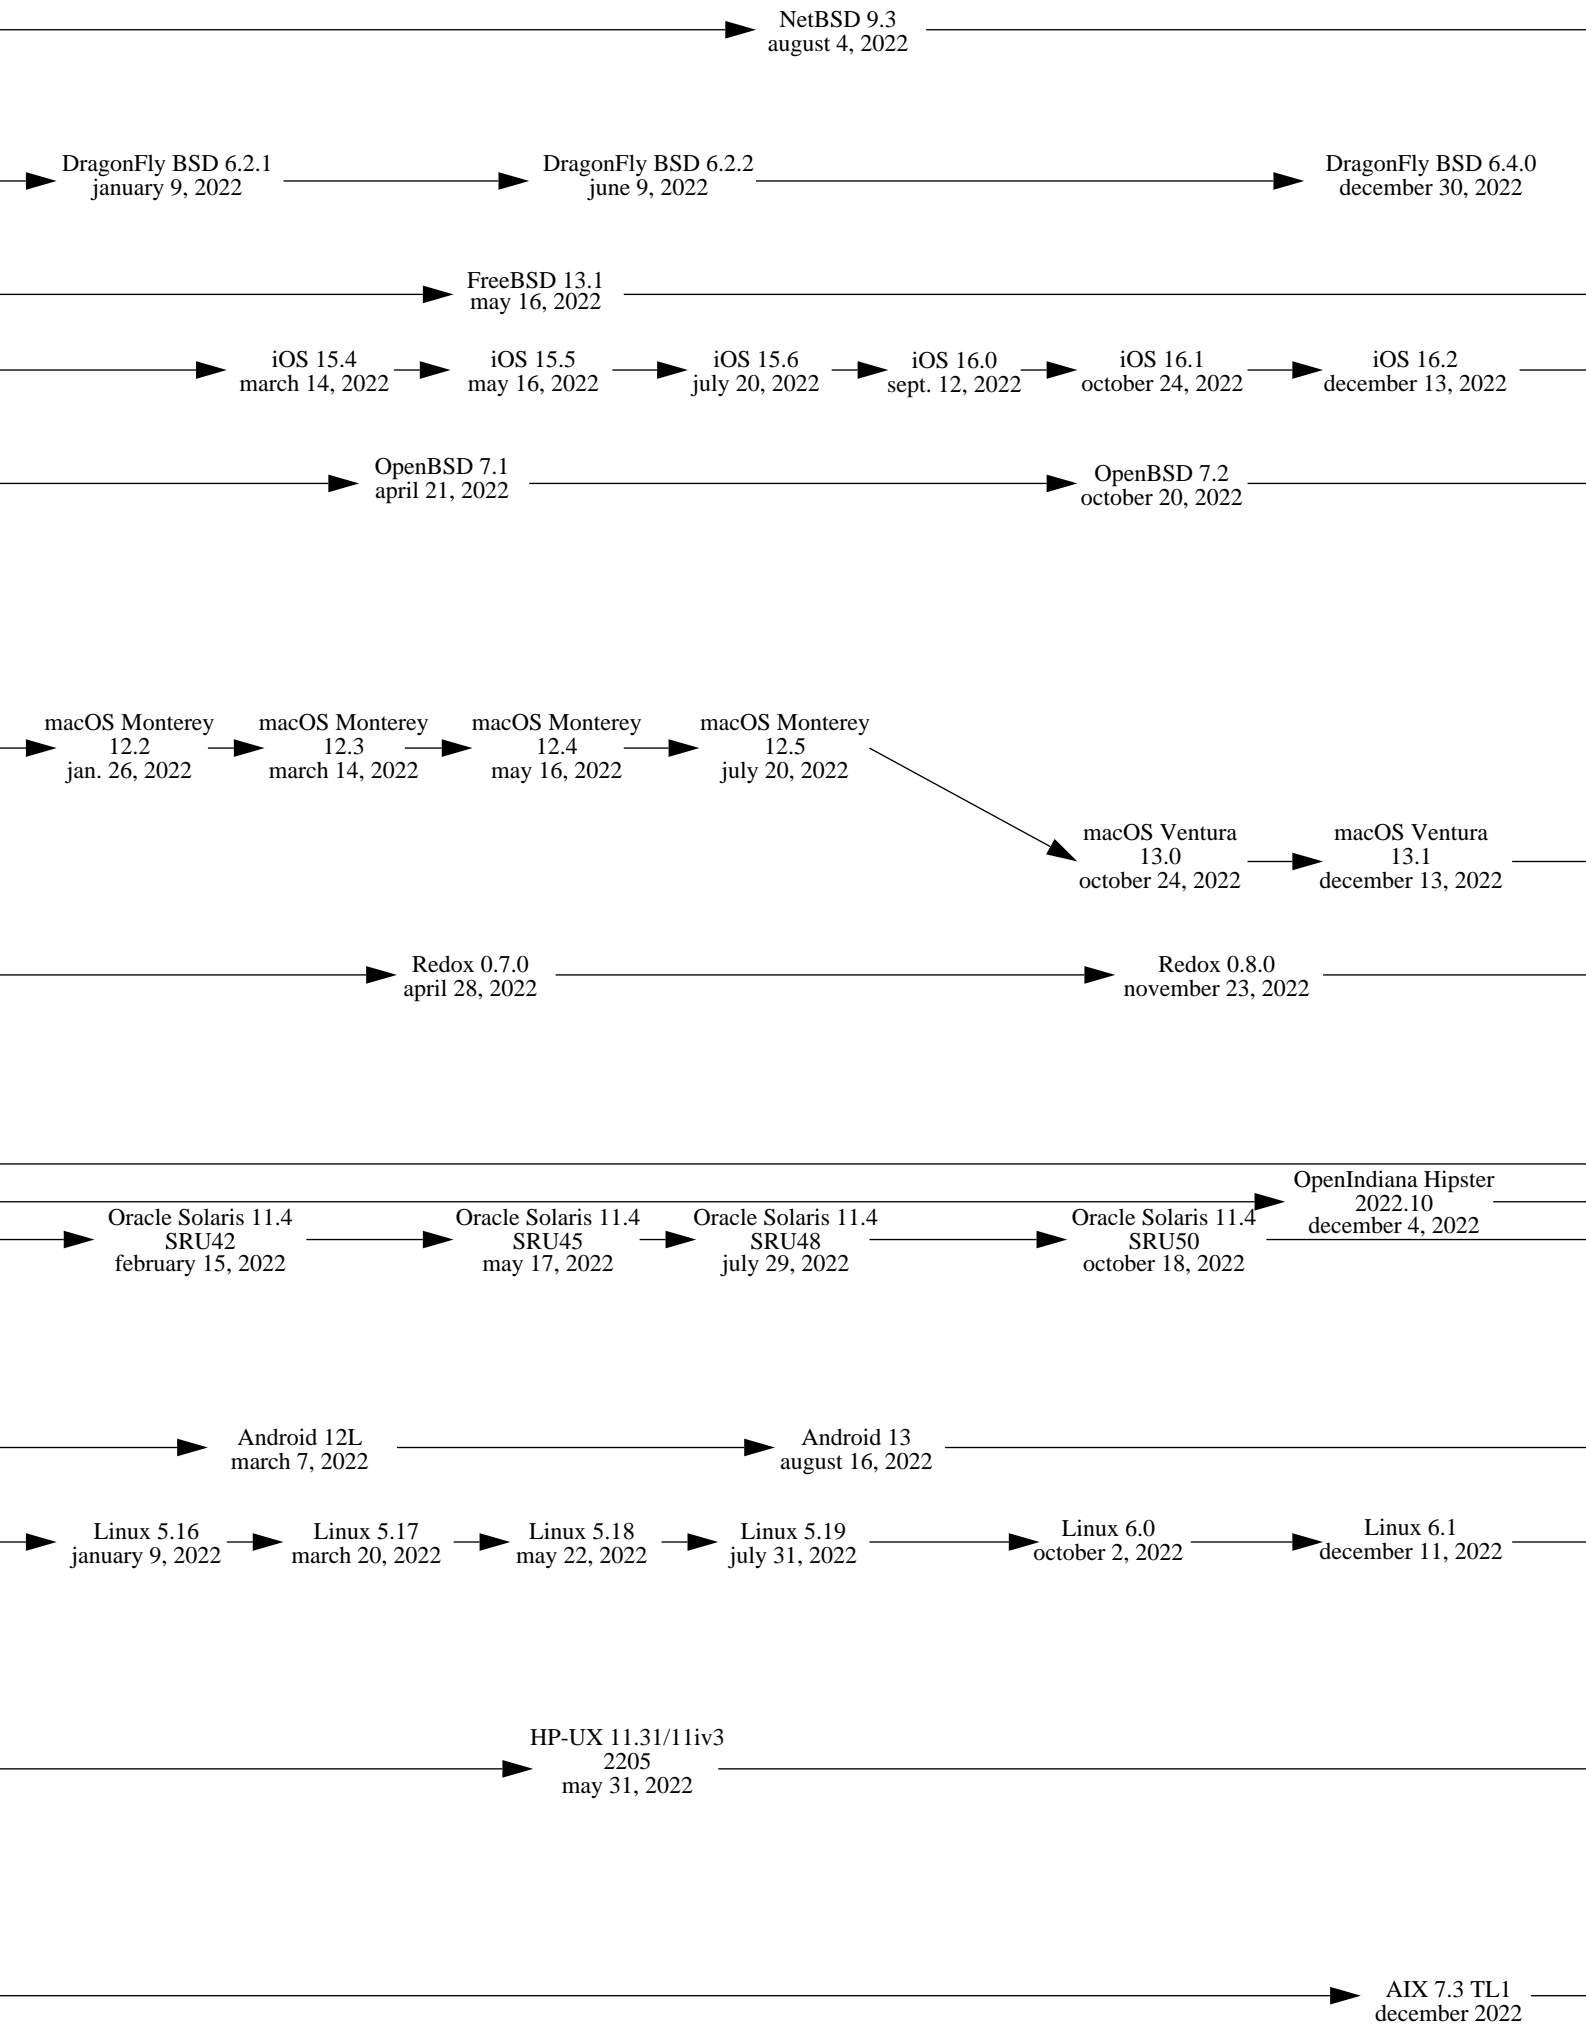 NetBSD 9.3
august 4, 2022
DragonFly BSD 6.2.1
january 9, 2022
DragonFly BSD 6.2.2
june 9, 2022
DragonFly BSD 6.4.0
december 30, 2022
FreeBSD 13.1
may 16, 2022
iOS 15.4
march 14, 2022
iOS 15.5
may 16, 2022
iOS 15.6
july 20, 2022
iOS 16.0
sept. 12, 2022
iOS 16.1
october 24, 2022
iOS 16.2
december 13, 2022
OpenBSD 7.1
april 21, 2022
OpenBSD 7.2
october 20, 2022
macOS Monterey
12.2
jan. 26, 2022
macOS Monterey
12.3
march 14, 2022
macOS Monterey
12.4
may 16, 2022
macOS Monterey
12.5
july 20, 2022
macOS Ventura
13.0
october 24, 2022
macOS Ventura
13.1
december 13, 2022
Redox 0.7.0
april 28, 2022
Redox 0.8.0
november 23, 2022
OpenIndiana Hipster
2022.10
december 4, 2022
Oracle Solaris 11.4
SRU42
february 15, 2022
Oracle Solaris 11.4
SRU45
may 17, 2022
Oracle Solaris 11.4
SRU48
july 29, 2022
Oracle Solaris 11.4
SRU50
october 18, 2022
Android 12L
march 7, 2022
Android 13
august 16, 2022
Linux 5.16
january 9, 2022
Linux 5.17
march 20, 2022
Linux 5.18
may 22, 2022
Linux 5.19
july 31, 2022
Linux 6.0
october 2, 2022
Linux 6.1
december 11, 2022
HP-UX 11.31/11iv3
2205
may 31, 2022
AIX 7.3 TL1
december 2022